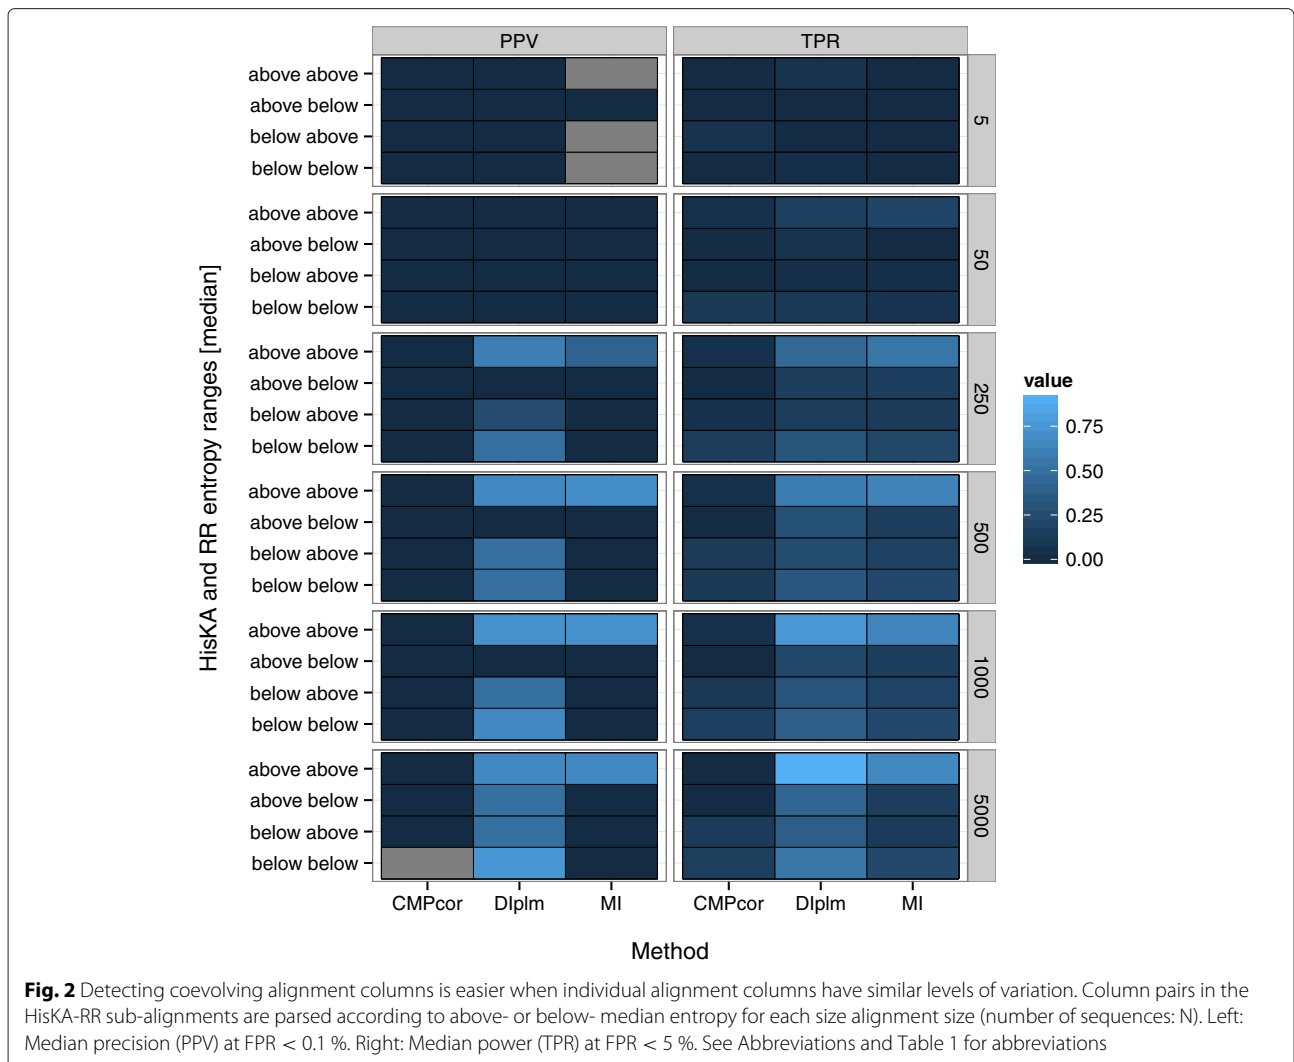 PPV TPR
above above
above below
below above
below below
5
above above
above below
below above
below below
50
above above
above below
below above
below below
250
above above
above below
below above
below below
500
above above
above below
below above
below below
1000
above above
above below
below above
below below
5000
HisKA and RR entropy ranges [median]
CMPcor DIplm MI CMPcor DIplm MI
Method
value
0.75
0.50
0.25
0.00
Fig. 2 Detecting coevolving alignment columns is easier when individual alignment columns have similar levels of variation. Column pairs in the
HisKA-RR sub-alignments are parsed according to above- or below- median entropy for each size alignment size (number of sequences: N). Left:
Median precision (PPV) at FPR < 0.1 %. Right: Median power (TPR) at FPR < 5 %. See Abbreviations and Table 1 for abbreviations